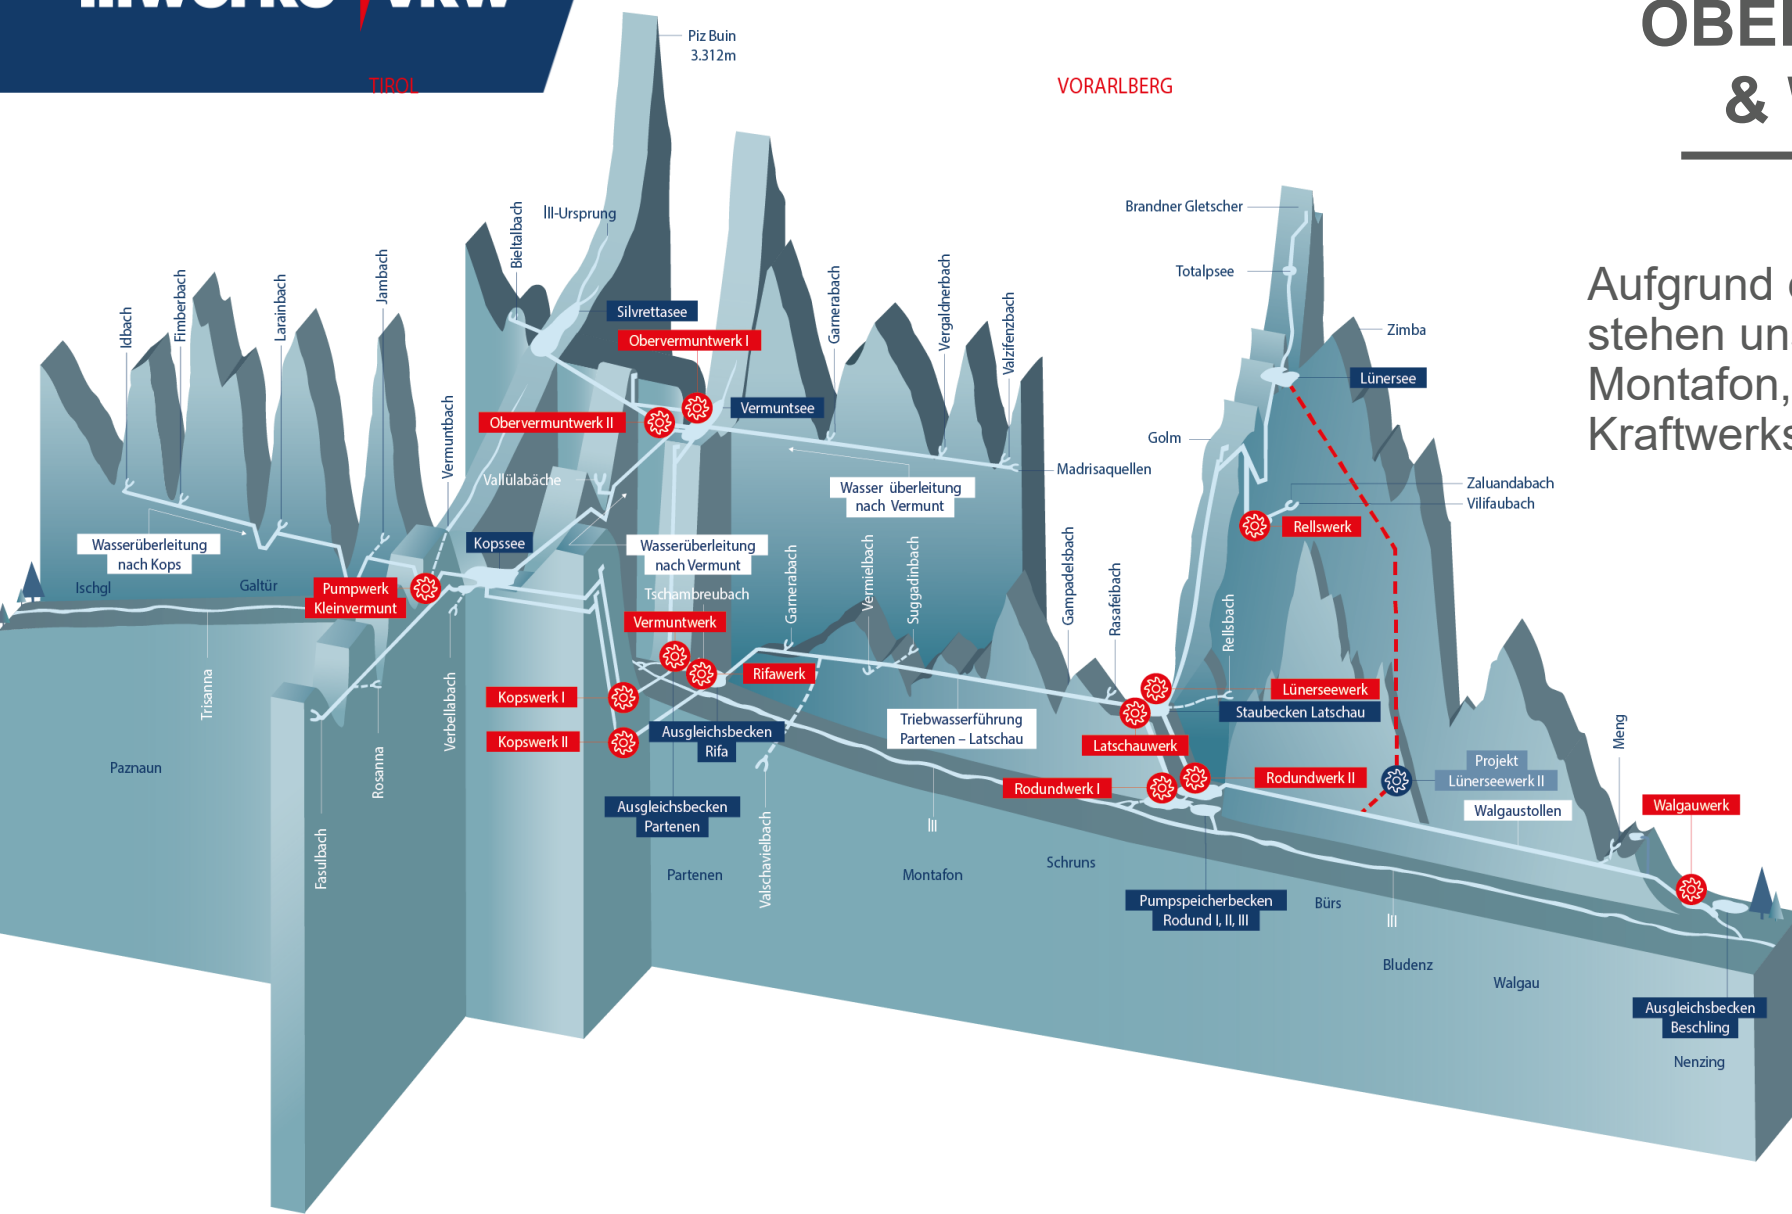 illwerke vkw
TIROL
VORARLBERG
Piz Buin
3.312m
Ill-Ursprung
Bieltalbach
Silvrettasee
Obervermuntwerk I
Obervermuntwerk II
Vermuntsee
Idbach
Fimberbach
Larainbach
Jambach
Vermuntbach
Garnerabach
Vergaldnerbach
Valzifenzbach
Madrisaquellen
Wasser überleitung
nach Vermunt
Brandner Gletscher
Totalpsee
Zimba
Lünersee
Golm
Zaluandabach
Vilifaubach
Rellswerk
Vallülabäche
Kopssee
Wasserüberleitung
nach Kops
Wasserüberleitung
nach Vermunt
Ischgl
Galtür
Pumpwerk
Kleinvermunt
Tschambreubach
Vermuntwerk
Garnerabach
Vermielbach
Suggadinbach
Gampadelsbach
Rasafeibach
Rellsbach
Rifawerk
Kopswerk I
Kopswerk II
Trisanna
Verbellabach
Rosanna
Fasulbach
Paznaun
Ausgleichsbecken
Rifa
Ausgleichsbecken
Partenen
Partenen
Valschavielbach
Triebwasserführung
Partenen – Latschau
Lünerseewerk
Staubecken Latschau
Latschauwerk
Rodundwerk I
Rodundwerk II
Projekt
Lünerseewerk II
Walgaustollen
Meng
Walgauwerk
Ill
Montafon
Schruns
Pumpspeicherbecken
Rodund I, II, III
Bürs
Ill
Bludenz
Walgau
Ausgleichsbecken
Beschling
Nenzing
&
Aufgrund
stehen un
Montafon,
Kraftwerks